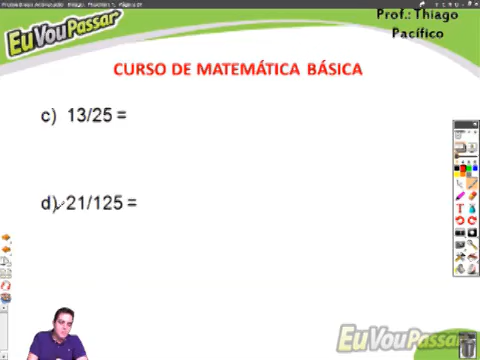 EuVouPassar
Prof.: Thiago
Pacífico
CURSO DE MATEMÁTICA BÁSICA
c) 13/25 =
d) 21/125 =
EuVouPassar